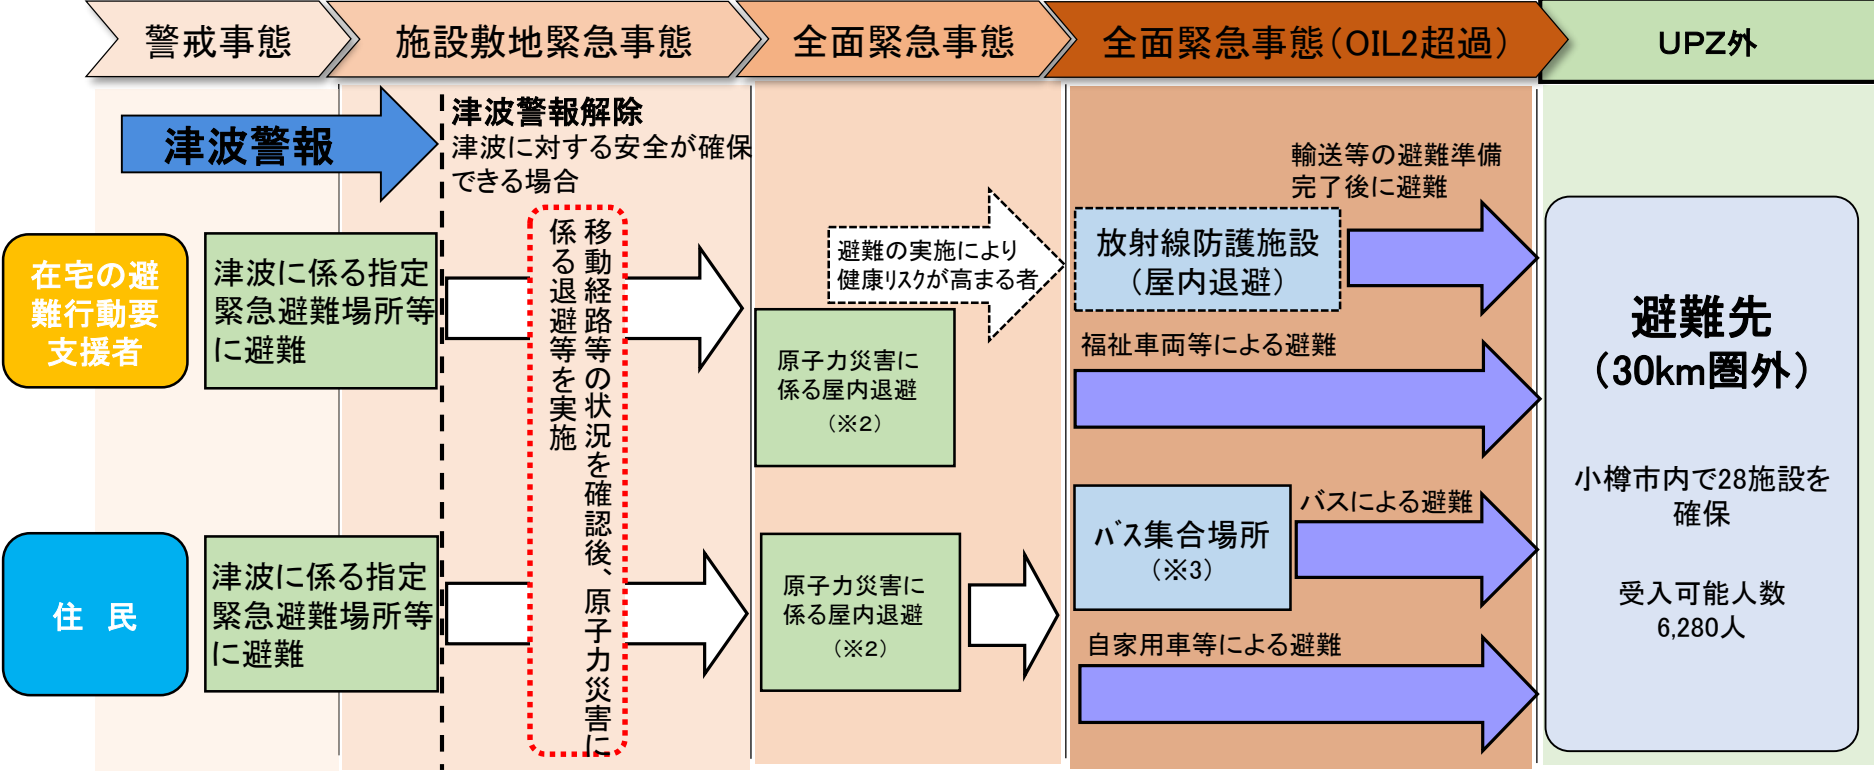 警戒事態
施設敷地緊急事態
全面緊急事態
全面緊急事態（OIL2超過）
UPZ外
津波警報
津波警報解除
津波に対する安全が確保
できる場合
在宅の避
難行動要
支援者
津波に係る指定
緊急避難場所等
に避難
移動経路等の状況を確認後、原子力災害に
係る退避等を実施
避難の実施により
健康リスクが高まる者
原子力災害に
係る屋内退避
（※2）
輸送等の避難準備
完了後に避難
放射線防護施設
（屋内退避）
福祉車両等による避難
住　民
津波に係る指定
緊急避難場所等
に避難
原子力災害に
係る屋内退避
（※2）
バス集合場所
（※3）
バスによる避難
自家用車等による避難
避難先
（30km圏外）
小樽市内で28施設を
確保
受入可能人数
6,280人